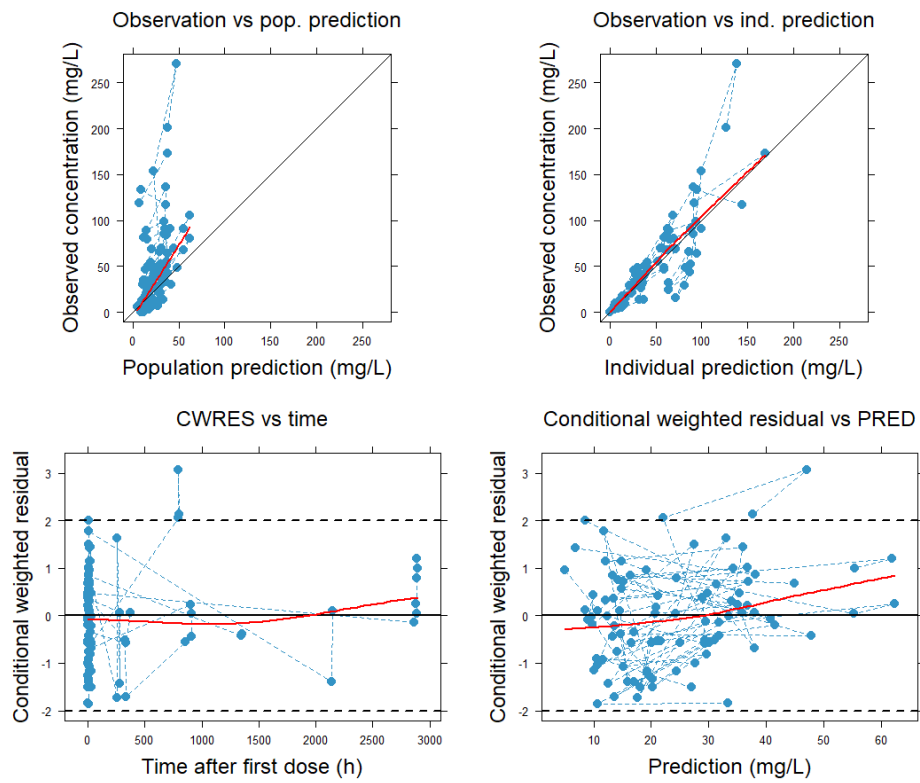 Observation vs pop. prediction
Observed concentration (mg/L)
250
200
150
100
50
0
0 50 100 150 200 250
Population prediction (mg/L)
Observation vs ind. prediction
Observed concentration (mg/L)
250
200
150
100
50
0
0 50 100 150 200 250
Individual prediction (mg/L)
CWRES vs time
Conditional weighted residual
3
2
1
0
-1
-2
0 500 1000 1500 2000 2500 3000
Time after first dose (h)
Conditional weighted residual vs PRED
Conditional weighted residual
3
2
1
0
-1
-2
10 20 30 40 50 60
Prediction (mg/L)